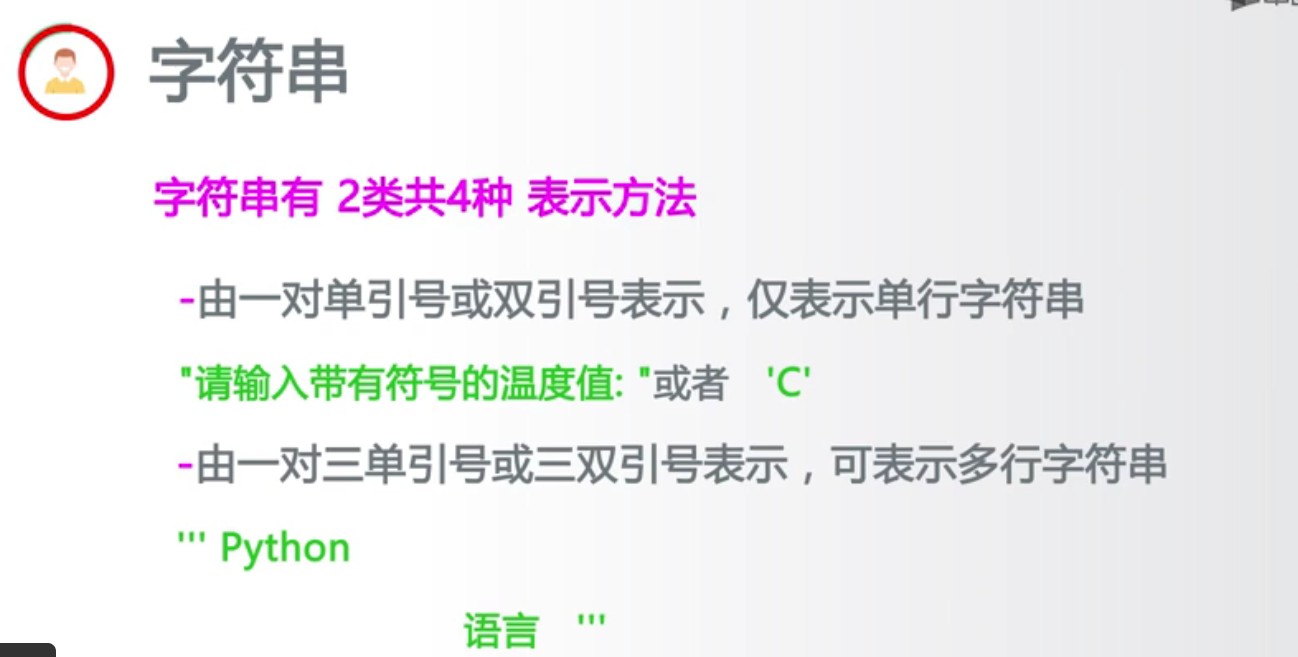 字符串
字符串有 2类共4种 表示方法
-由一对单引号或双引号表示，仅表示单行字符串
"请输入带有符号的温度值: "或者 'C'
-由一对三单引号或三双引号表示，可表示多行字符串
''' Python
语言 '''